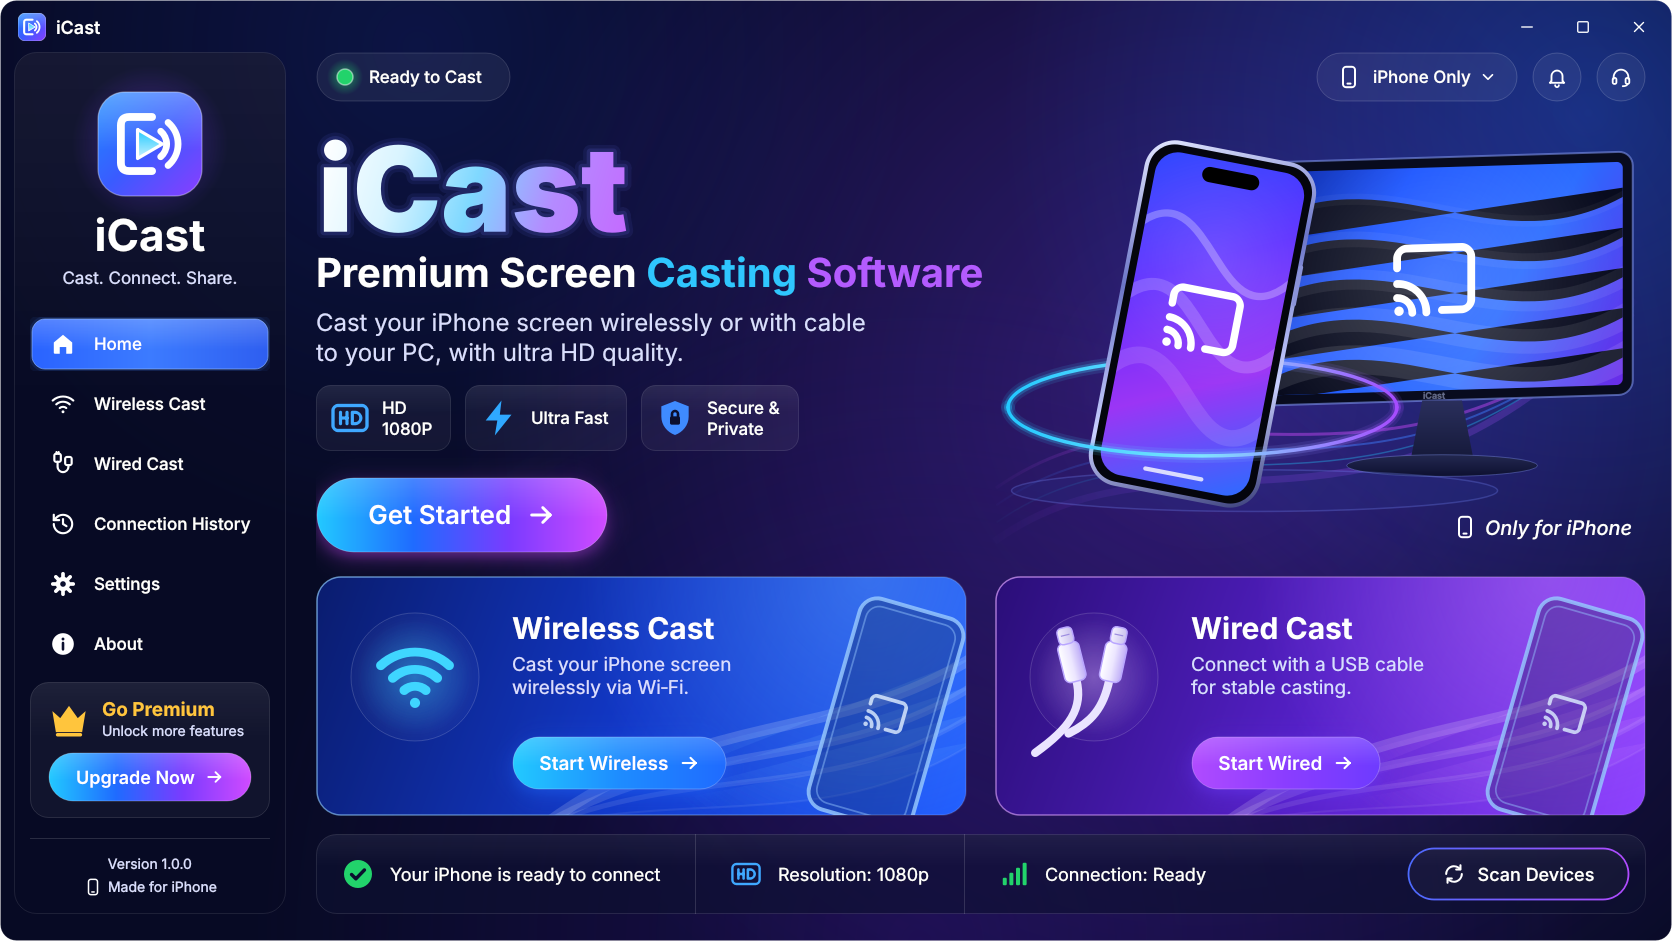 iCast
iCast
Cast. Connect. Share.
Home
Wireless Cast
Wired Cast
Connection History
Settings
About
Go Premium
Unlock more features
Upgrade Now
Version 1.0.0
Made for iPhone
Ready to Cast
iPhone Only
iCast
Premium Screen Casting Software
Cast your iPhone screen wirelessly or with cable
to your PC, with ultra HD quality.
HD
HD
1080P
Ultra Fast
Secure &
Private
Get Started
iCast
Only for iPhone
Wireless Cast
Cast your iPhone screen
wirelessly via Wi-Fi.
Start Wireless
Wired Cast
Connect with a USB cable
for stable casting.
Start Wired
Your iPhone is ready to connect
HD
Resolution: 1080p
Connection: Ready
Scan Devices